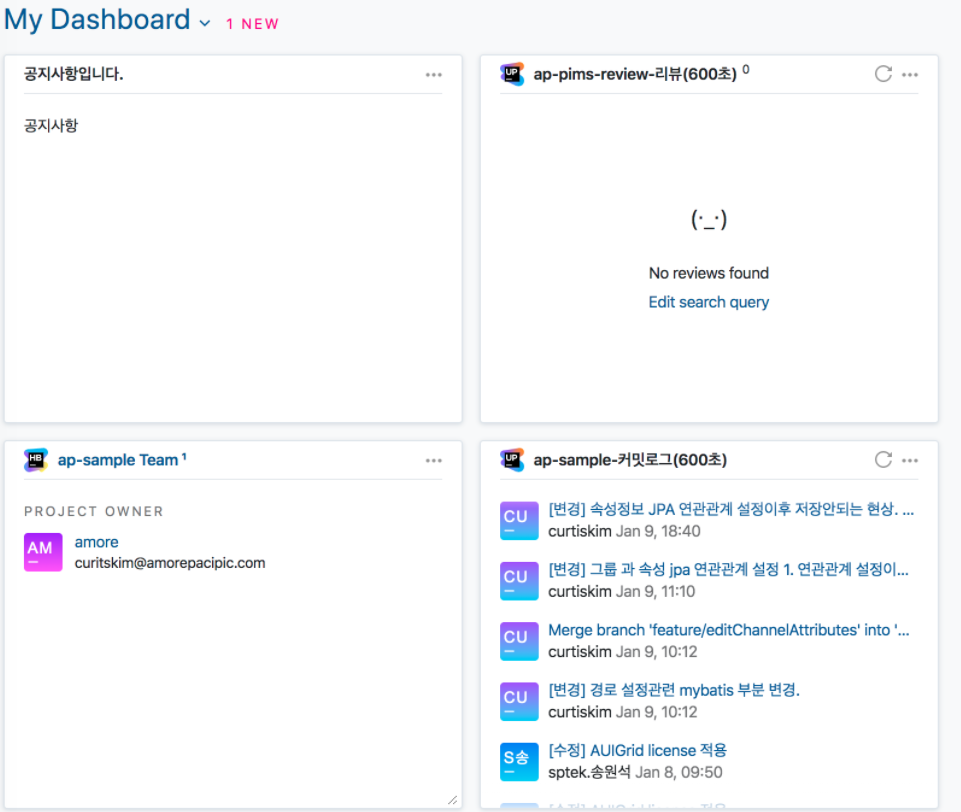 My Dashboard 1 NEW
공지사항입니다.
공지사항
UP ap-pims-review-리뷰(600초) 0
(·_·)
No reviews found
Edit search query
HB ap-sample Team 1
PROJECT OWNER
AM amore
curitskim@amorepacipic.com
UP ap-sample-커밋로그(600초)
CU [변경] 속성정보 JPA 연관관계 설정이후 저장안되는 현상. ...
curtiskim Jan 9, 18:40
CU [변경] 그룹 과 속성 jpa 연관관계 설정 1. 연관관계 설정이...
curtiskim Jan 9, 11:10
CU Merge branch 'feature/editChannelAttributes' into '...
curtiskim Jan 9, 10:12
CU [변경] 경로 설정관련 mybatis 부분 변경.
curtiskim Jan 9, 10:12
S송 [수정] AUIGrid license 적용
sptek.송원석 Jan 8, 09:50